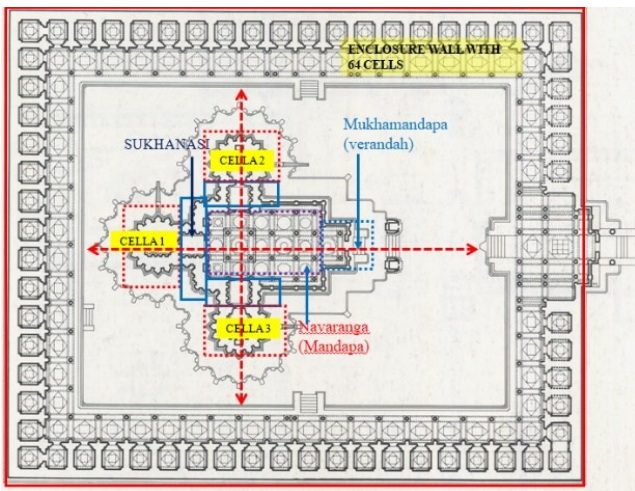 ENCLOSURE WALL WITH
64 CELLS
Mukhamandapa
(verandah)
SUKHANASI
CELLA 2
CELLA 1
CELLA 3
Navaranga
(Mandapa)